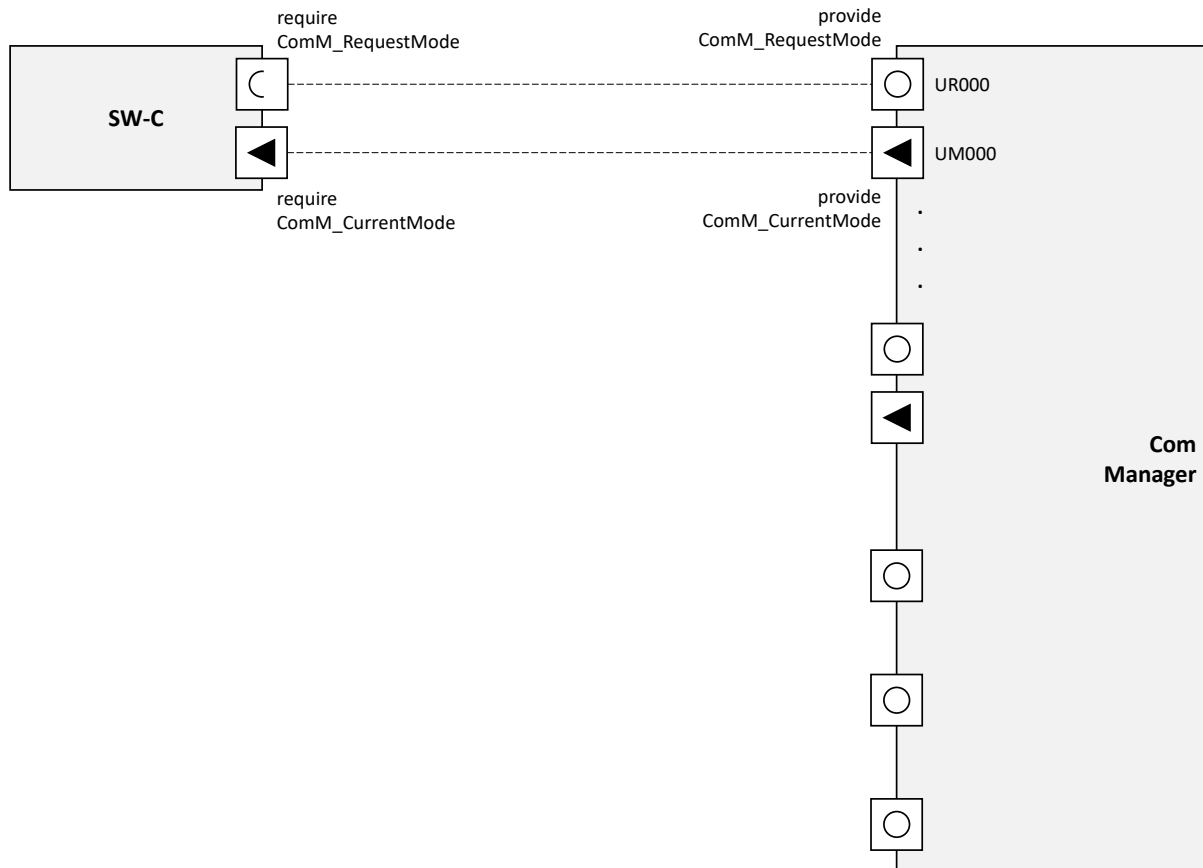 require
ComM_RequestMode
provide
ComM_RequestMode
UR000
SW-C
UM000
require
ComM_CurrentMode
provide
ComM_CurrentMode
.
.
.
Com
Manager